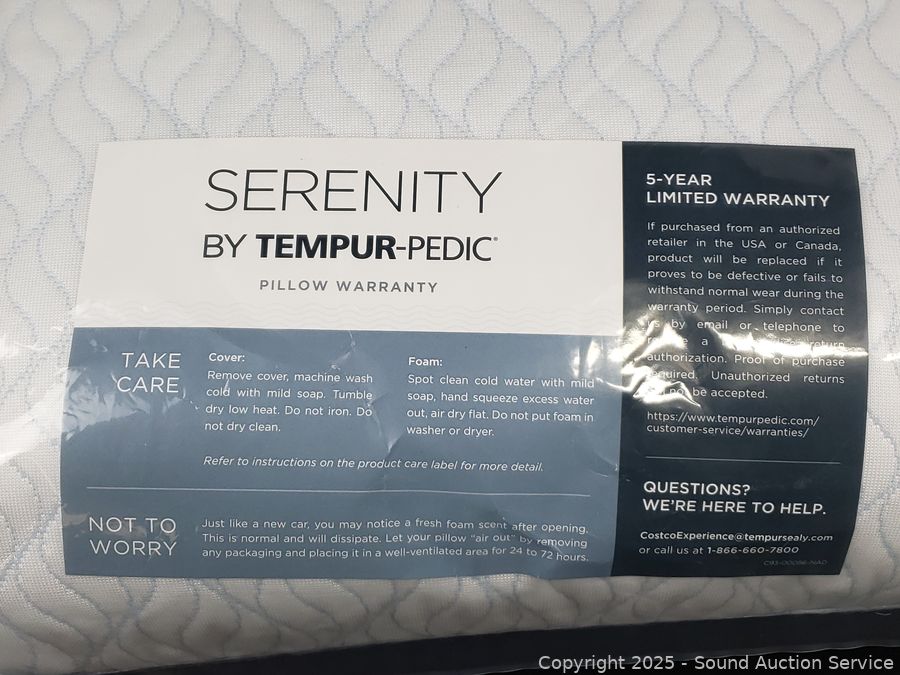 SERENITY
BY TEMPUR-PEDIC®
PILLOW WARRANTY
TAKE
CARE
Cover:
Remove cover, machine wash
cold with mild soap. Tumble
dry low heat. Do not iron. Do
not dry clean.
Foam:
Spot clean cold water with mild
soap, hand squeeze excess water
out, air dry flat. Do not put foam in
washer or dryer.
Refer to instructions on the product care label for more detail.
NOT TO
WORRY
Just like a new car, you may notice a fresh foam scent after opening.
This is normal and will dissipate. Let your pillow "air out" by removing
any packaging and placing it in a well-ventilated area for 24 to 72 hours.
5-YEAR
LIMITED WARRANTY
If purchased from an authorized
retailer in the USA or Canada,
product will be replaced if it
proves to be defective or fails to
withstand normal wear during the
warranty period. Simply contact
us by email or telephone to
a return
authorization. Proof of purchase
required. Unauthorized returns
not be accepted.
https://www.tempurpedic.com/
customer-service/warranties/
QUESTIONS?
WE'RE HERE TO HELP.
CostcoExperience@tempursealy.com
or call us at 1-866-660-7800
Copyright 2025 - Sound Auction Service